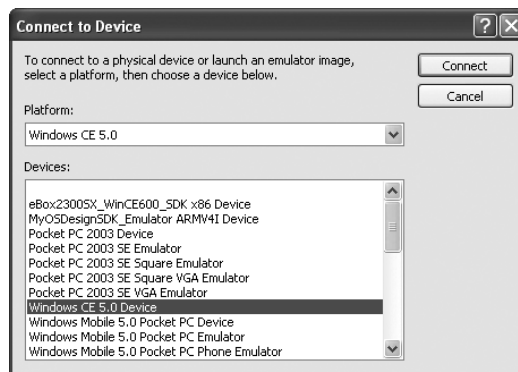 Connect to Device
To connect to a physical device or launch an emulator image,
select a platform, then choose a device below.
Connect
Cancel
Platform:
Windows CE 5.0
Devices:
eBox2300SX_WinCE600_SDK x86 Device
MyOSDesignSDK_Emulator ARMV4I Device
Pocket PC 2003 Device
Pocket PC 2003 SE Emulator
Pocket PC 2003 SE Square Emulator
Pocket PC 2003 SE Square VGA Emulator
Pocket PC 2003 SE VGA Emulator
Windows CE 5.0 Device
Windows Mobile 5.0 Pocket PC Device
Windows Mobile 5.0 Pocket PC Emulator
Windows Mobile 5.0 Pocket PC Phone Emulator